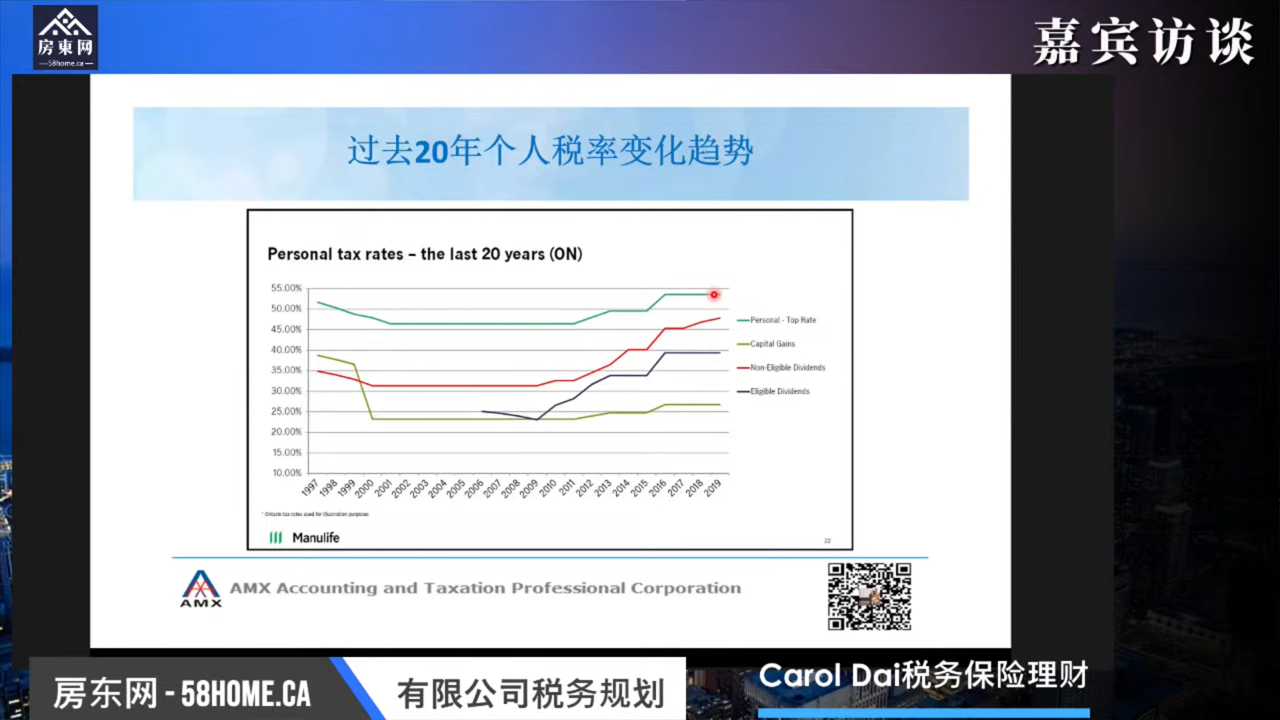 房東网
58home.ca
嘉宾访谈
过去20年个人税率变化趋势
Personal tax rates – the last 20 years (ON)
55.00%
50.00%
45.00%
40.00%
35.00%
30.00%
25.00%
20.00%
15.00%
10.00%
1997 1998 1999 2000 2001 2002 2003 2004 2005 2006 2007 2008 2009 2010 2011 2012 2013 2014 2015 2016 2017 2018 2019
Personal - Top Rate
Capital Gains
Non-Eligible Dividends
Eligible Dividends
* Ontario tax rates used for illustration purposes
Manulife
22
AMX
AMX Accounting and Taxation Professional Corporation
房东网 - 58HOME.CA
有限公司税务规划
Carol Dai税务保险理财